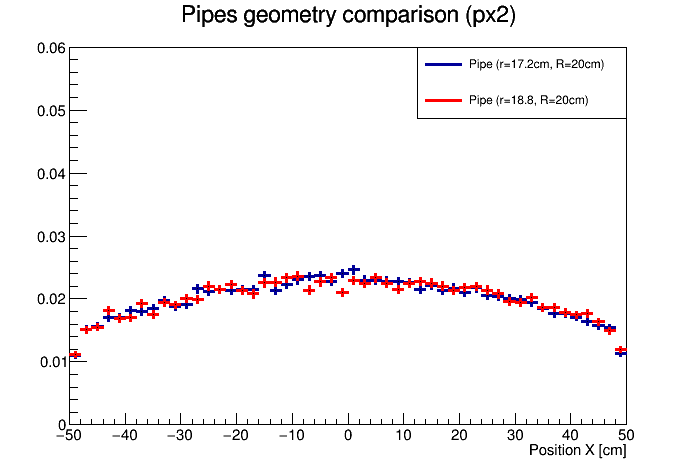 Pipes geometry comparison (px2)
Pipe (r=17.2cm, R=20cm)
Pipe (r=18.8, R=20cm)
0.06
0.05
0.04
0.03
0.02
0.01
0
−50 −40 −30 −20 −10 0 10 20 30 40 50
Position X [cm]